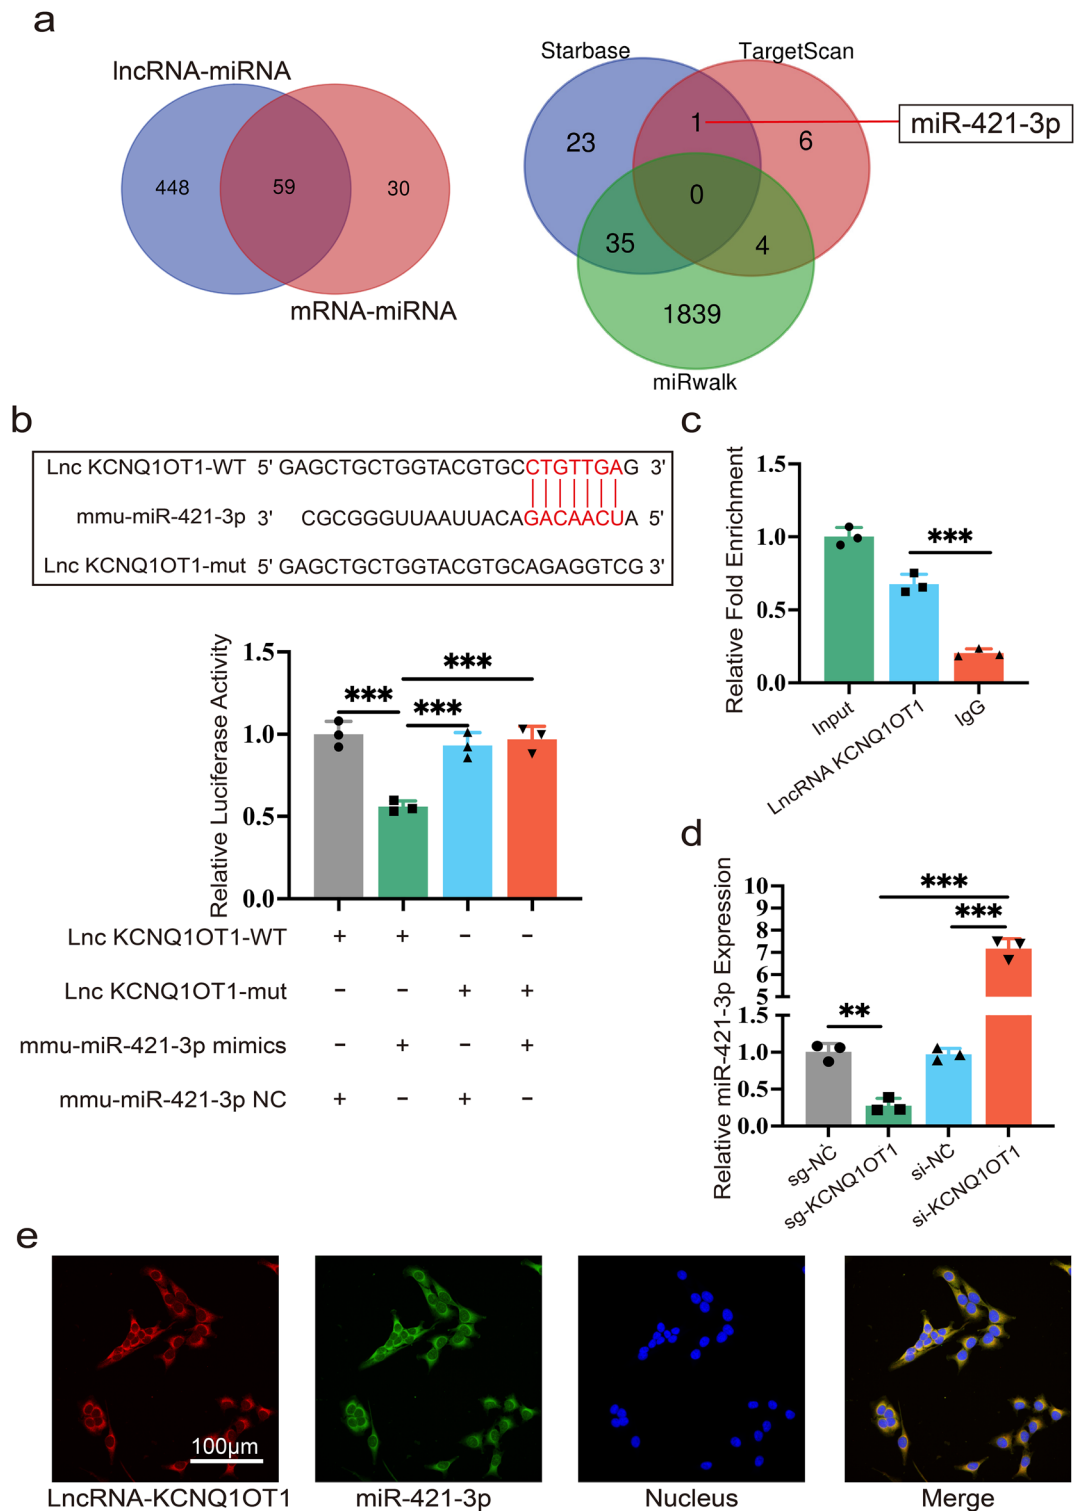 a
lncRNA-miRNA
448
59
30
mRNA-miRNA
Starbase
TargetScan
23
1
6
miR-421-3p
0
35
4
1839
miRwalk
b
Lnc KCNQ1OT1-WT 5' GAGCTGCTGGTACGTGCCTGTTGAG 3'
mmu-miR-421-3p 3' CGCGGGUUAAUUACAGACAACUA 5'
Lnc KCNQ1OT1-mut 5' GAGCTGCTGGTACGTGCAGAGGTCG 3'
Relative Luciferase Activity
1.5
1.0
0.5
0.0
***
***
***
Lnc KCNQ1OT1-WT + + − −
Lnc KCNQ1OT1-mut − − + +
mmu-miR-421-3p mimics − + − +
mmu-miR-421-3p NC + − + −
c
Relative Fold Enrichment
1.5
1.0
0.5
0.0
***
Input
LncRNA KCNQ1OT1
IgG
d
Relative miR-421-3p Expression
10
9
8
7
6
5
1.5
1.0
0.5
0.0
**
***
***
sg-NC
sg-KCNQ1OT1
si-NC
si-KCNQ1OT1
e
100μm
LncRNA-KCNQ1OT1
miR-421-3p
Nucleus
Merge